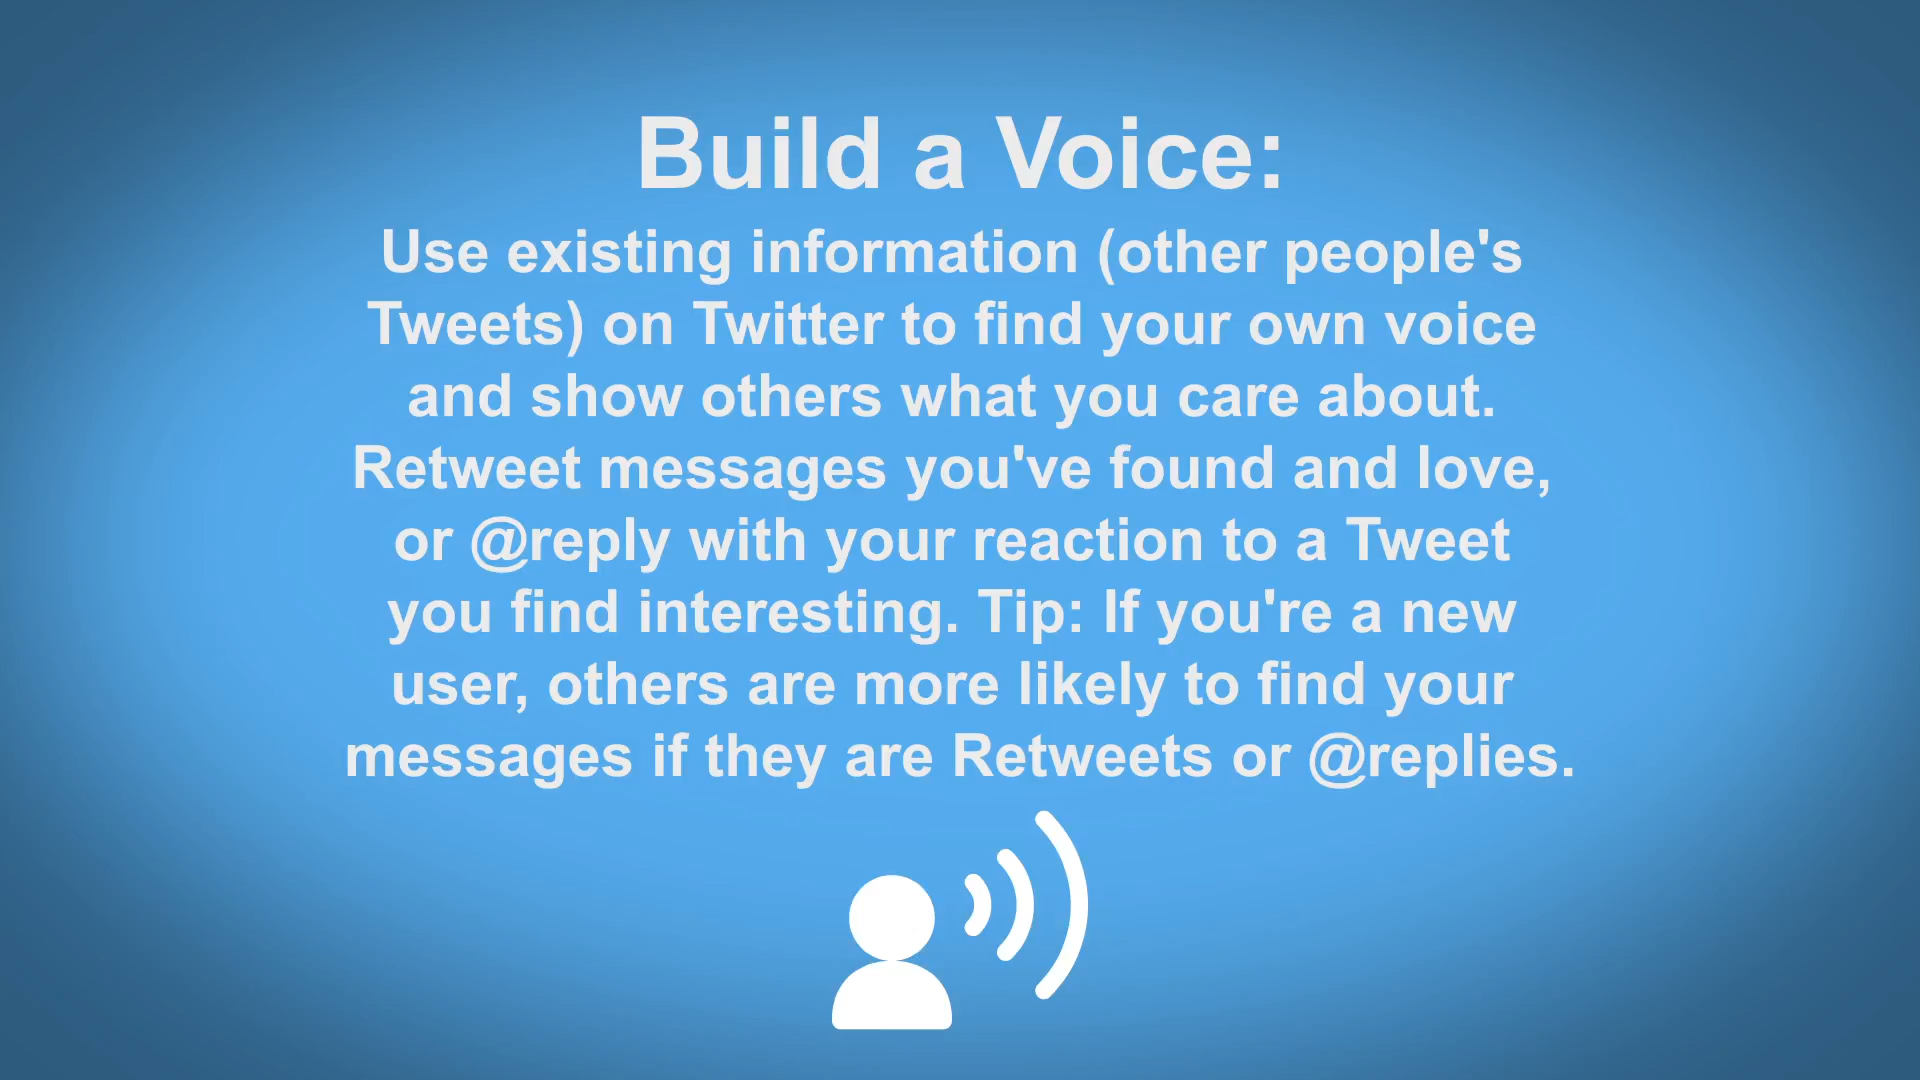 Build a Voice:
Use existing information (other people's
Tweets) on Twitter to find your own voice
and show others what you care about.
Retweet messages you've found and love,
or @reply with your reaction to a Tweet
you find interesting. Tip: If you're a new
user, others are more likely to find your
messages if they are Retweets or @replies.